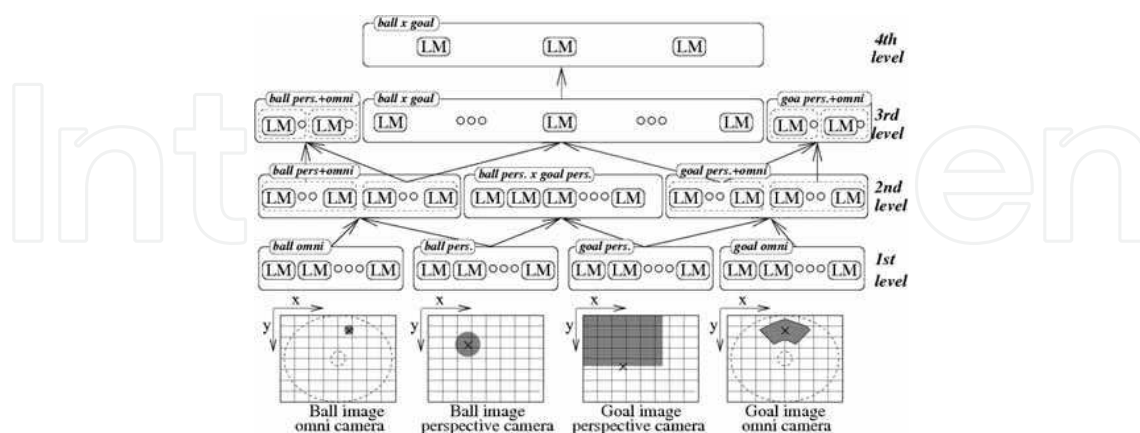 ball x goal
LM LM LM
4th level
ball pers.+omni
ball x goal
goa pers.+omni
LM LM
LM LM LM
LM LM
3rd level
ball pers+omni
ball pers. x goal pers.
goal pers.+omni
LM LM LM LM
LM LM LM LM
LM LM LM LM
2nd level
ball omni
ball pers.
goal pers.
goal omni
LM LM LM
LM LM LM
LM LM LM
LM LM LM
1st level
x
x
x
x
y
y
y
y
Ball image
omni camera
Ball image
perspective camera
Goal image
perspective camera
Goal image
omni camera